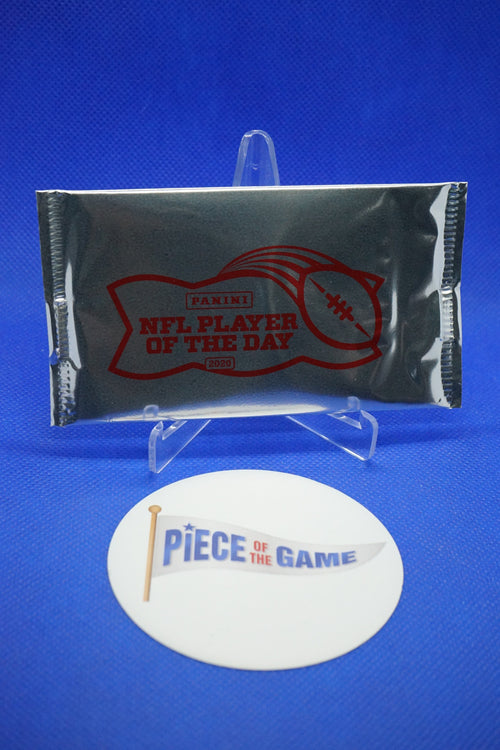 PANINI
NFL PLAYER
OF THE DAY
2020
PiECE OF THE GAME